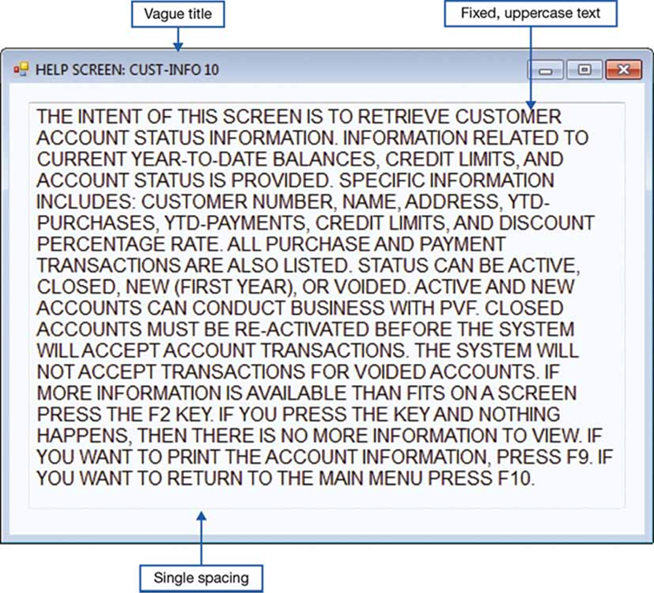 Vague title
Fixed, uppercase text
HELP SCREEN: CUST-INFO 10
THE INTENT OF THIS SCREEN IS TO RETRIEVE CUSTOMER
ACCOUNT STATUS INFORMATION. INFORMATION RELATED TO
CURRENT YEAR-TO-DATE BALANCES, CREDIT LIMITS, AND
ACCOUNT STATUS IS PROVIDED. SPECIFIC INFORMATION
INCLUDES: CUSTOMER NUMBER, NAME, ADDRESS, YTD-
PURCHASES, YTD-PAYMENTS, CREDIT LIMITS, AND DISCOUNT
PERCENTAGE RATE. ALL PURCHASE AND PAYMENT
TRANSACTIONS ARE ALSO LISTED. STATUS CAN BE ACTIVE,
CLOSED, NEW (FIRST YEAR), OR VOIDED. ACTIVE AND NEW
ACCOUNTS CAN CONDUCT BUSINESS WITH PVF. CLOSED
ACCOUNTS MUST BE RE-ACTIVATED BEFORE THE SYSTEM
WILL ACCEPT ACCOUNT TRANSACTIONS. THE SYSTEM WILL
NOT ACCEPT TRANSACTIONS FOR VOIDED ACCOUNTS. IF
MORE INFORMATION IS AVAILABLE THAN FITS ON A SCREEN
PRESS THE F2 KEY. IF YOU PRESS THE KEY AND NOTHING
HAPPENS, THEN THERE IS NO MORE INFORMATION TO VIEW. IF
YOU WANT TO PRINT THE ACCOUNT INFORMATION, PRESS F9. IF
YOU WANT TO RETURN TO THE MAIN MENU PRESS F10.
Single spacing